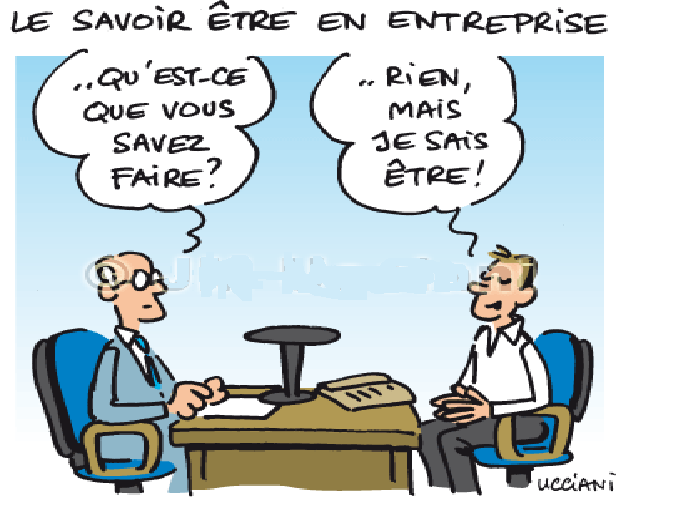 LE SAVOIR ÊTRE EN ENTREPRISE
..QU'EST-CE
QUE VOUS
SAVEZ
FAIRE?
.. RIEN,
MAIS
JE SAIS
ÊTRE!
UCCIANI